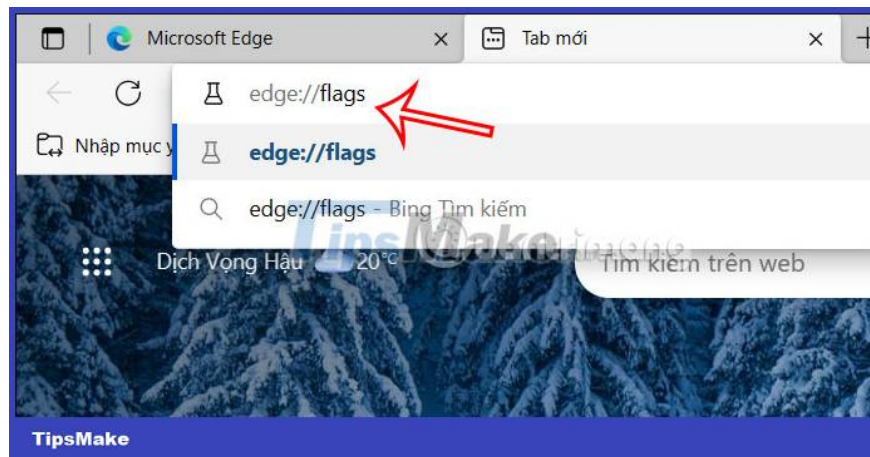 Microsoft Edge
Tab mới
edge://flags
Nhập mục y
edge://flags
edge://flags - Bing Tìm kiếm
TipsMake
Dịch Vọng Hậu 20°C
Tìm kiếm trên web
TipsMake